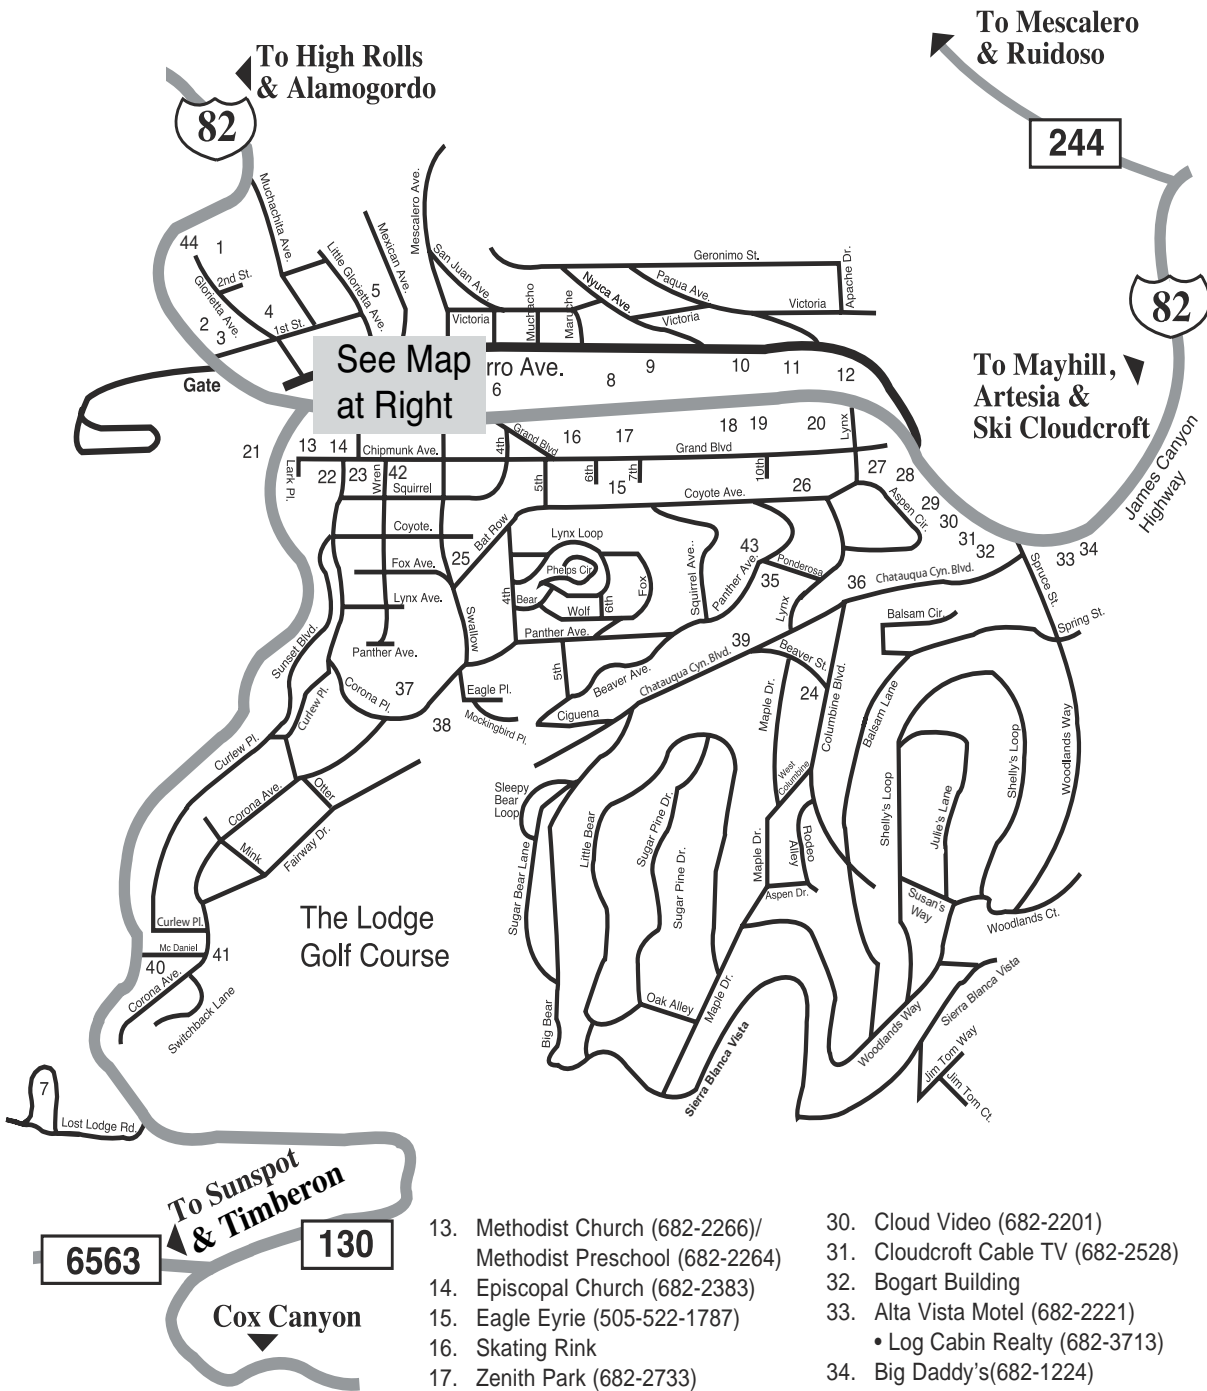 To High Rolls
& Alamogordo
82
To Mescalero
& Ruidoso
244
82
To Mayhill,
Artesia &
Ski Cloudcroft
James Canyon
Highway
Muchachita Ave.
Little Glorietta Ave.
Mexican Ave.
Mescalero Ave.
San Juan Ave.
Geronimo St.
Apache Dr.
Nyuca Ave.
Paqua Ave.
Victoria
Victoria
Victoria
Muchacho
Maruche
44
1
2nd St.
Glorietta Ave.
2
3
4
1st St.
5
Gate
See Map
at Right
rro Ave.
6
8
9
10
11
12
21
13
14
Chipmunk Ave.
4th
Grand Blvd
16
17
18
19
20
Lynx
Grand Blvd
Lark Pl.
22
23
Wren
42
Squirrel
5th
6th
7th
15
10th
Coyote Ave.
26
27
28
Aspen Cir.
29
30
31
32
33
34
Coyote.
Bat Row
25
Fox Ave.
Lynx Ave.
Panther Ave.
Swallow
Lynx Loop
Phelps Cir.
Bear
Wolf
6th
Fox
4th
Panther Ave.
5th
Squirrel Ave..
Panther Ave.
43
Ponderosa
35
Lynx
36
Chatauqua Cyn. Blvd.
Spruce St.
Spring St.
Balsam Cir.
Sunset Blvd.
Curlew Pl.
Corona Pl.
37
38
Eagle Pl.
Mockingbird Pl.
Ciguena
Beaver Ave.
Chatauqua Cyn. Blvd.
39
Beaver St.
24
Maple Dr.
Columbine Blvd.
Balsam Lane
Woodlands Way
Shelly's Loop
Shelly's Loop
Julie's Lane
West
Columbine
Curlew Pl.
Corona Ave.
Otter
Mink
Fairway Dr.
Sleepy
Bear
Loop
Sugar Bear Lane
Little Bear
Sugar Pine Dr.
Sugar Pine Dr.
Maple Dr.
Rodeo
Alley
Aspen Dr.
Susan's
Way
Woodlands Ct.
The Lodge
Golf Course
Curlew Pl.
Mc Daniel
40
41
Corona Ave.
Switchback Lane
Big Bear
Oak Alley
Maple Dr.
Sierra Blanca Vista
Woodlands Way
Sierra Blanca Vista
Jim Tom Way
Jim Tom Ct.
7
Lost Lodge Rd.
To Sunspot
& Timberon
6563
130
Cox Canyon
13. Methodist Church (682-2266)/
Methodist Preschool (682-2264)
14. Episcopal Church (682-2383)
15. Eagle Eyrie (505-522-1787)
16. Skating Rink
17. Zenith Park (682-2733)
30. Cloud Video (682-2201)
31. Cloudcroft Cable TV (682-2528)
32. Bogart Building
33. Alta Vista Motel (682-2221)
• Log Cabin Realty (682-3713)
34. Big Daddy's(682-1224)